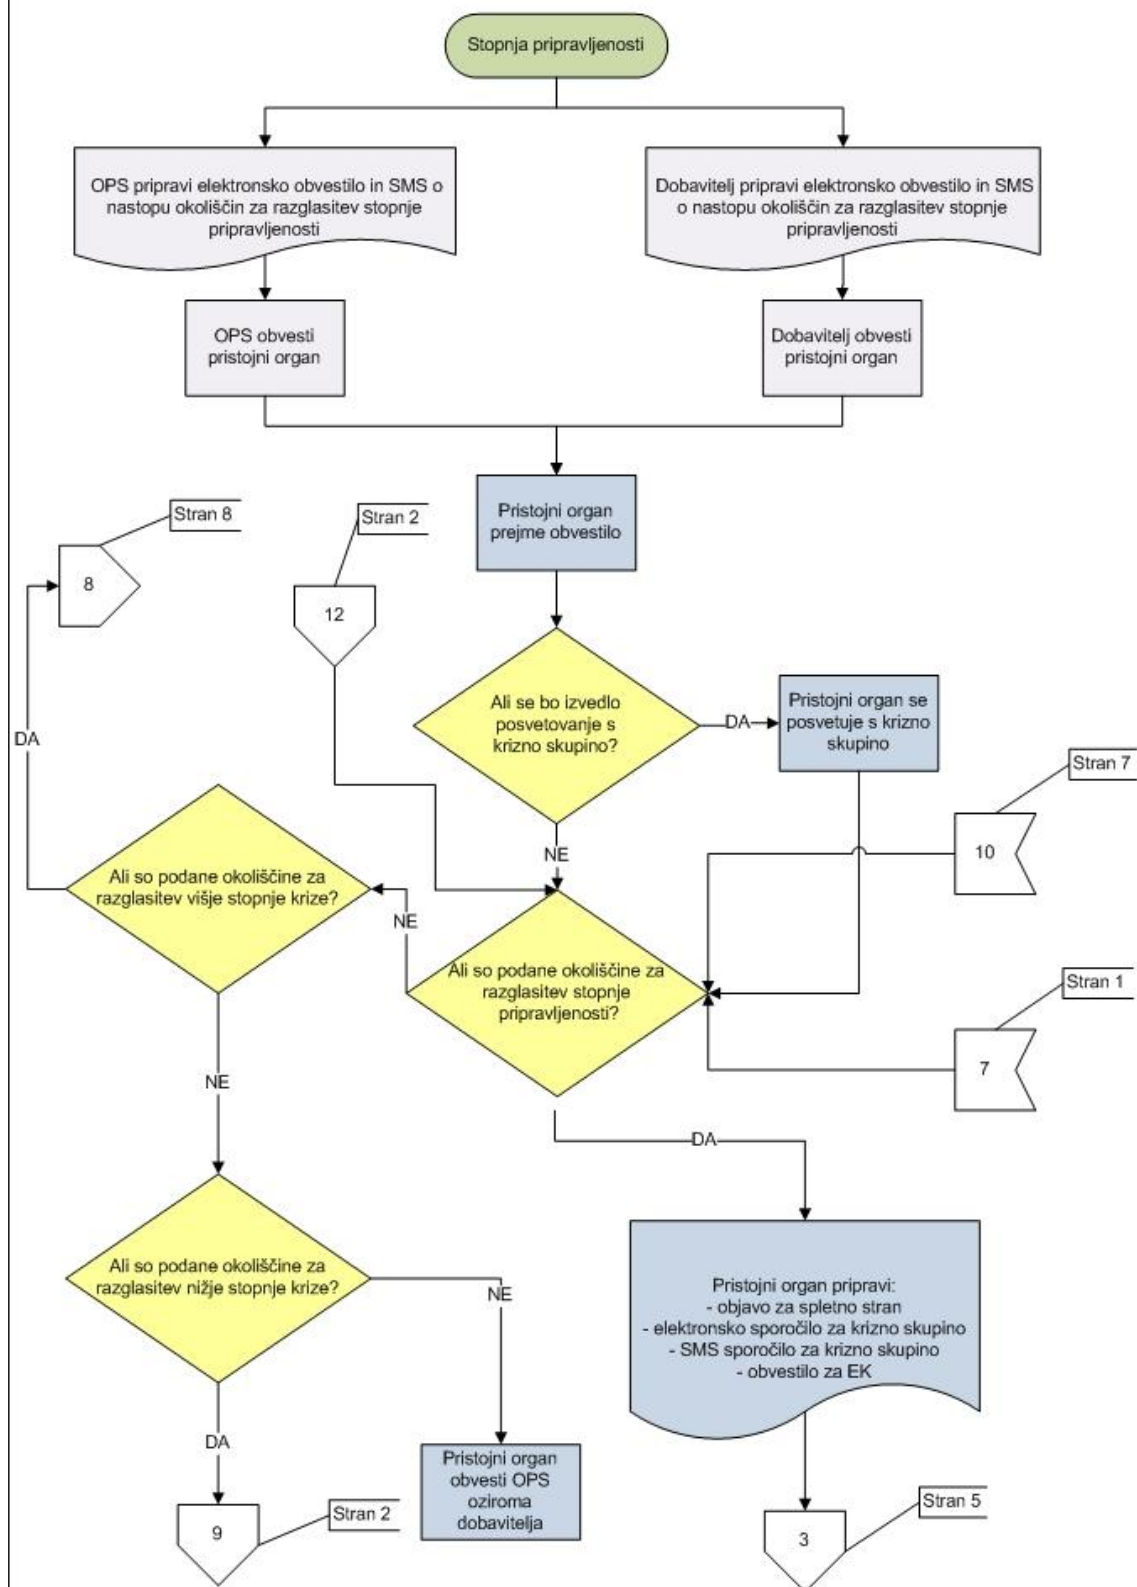 Stopnja pripravljenosti
OPS pripravi elektronsko obvestilo in SMS o
nastopu okoliščin za razglasitev stopnje
pripravljenosti
Dobavitelj pripravi elektronsko obvestilo in SMS
o nastopu okoliščin za razglasitev stopnje
pripravljenosti
OPS obvesti
pristojni organ
Dobavitelj obvesti
pristojni organ
Pristojni organ
prejme obvestilo
Stran 8
8
Stran 2
12
DA
Ali se bo izvedlo
posvetovanje s
krizno skupino?
DA
Pristojni organ se
posvetuje s krizno
skupino
NE
Stran 7
10
Ali so podane okoliščine za
razglasitev višje stopnje krize?
NE
Ali so podane okoliščine za
razglasitev stopnje
pripravljenosti?
Stran 1
7
NE
DA
Ali so podane okoliščine za
razglasitev nižje stopnje krize?
NE
Pristojni organ pripravi:
- objavo za spletno stran
- elektronsko sporočilo za krizno skupino
- SMS sporočilo za krizno skupino
- obvestilo za EK
DA
Pristojni organ
obvesti OPS
oziroma
dobavitelja
Stran 2
9
Stran 5
3